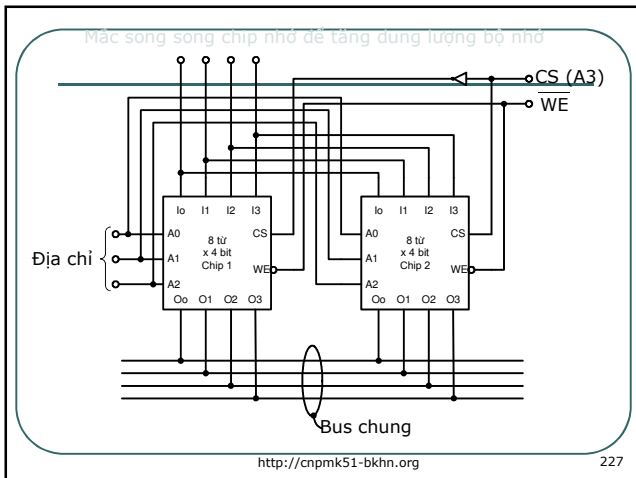 Mắc song song chip nhớ để tăng dung lượng bộ nhớ
CS (A3)
WE
Io I1 I2 I3
A0 CS
8 từ
x 4 bit
Chip 1
A1
WE
A2
Oo O1 O2 O3
Io I1 I2 I3
A0 CS
8 từ
x 4 bit
Chip 2
A1
WE
A2
Oo O1 O2 O3
Địa chỉ
Bus chung
http://cnpmk51-bkhn.org
227